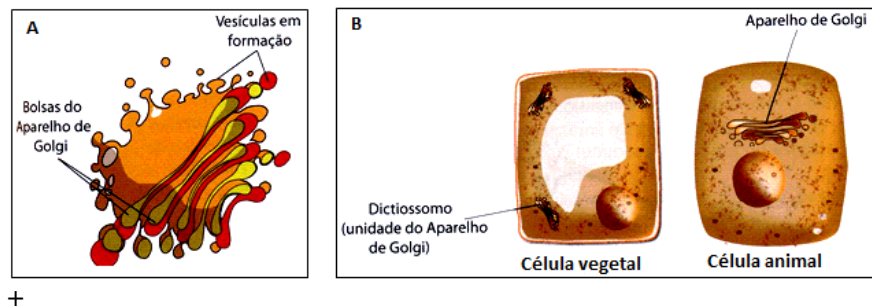 A
Vesículas em
formação
Bolsas do
Aparelho de
Golgi
B
Aparelho de Golgi
Dictiossomo
(unidade do Aparelho
de Golgi)
Célula vegetal
Célula animal
+